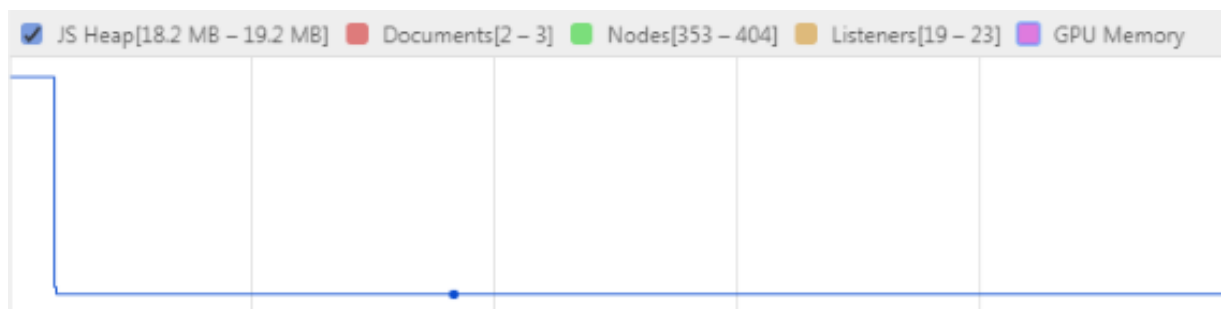 JS Heap[18.2 MB – 19.2 MB] Documents[2 – 3] Nodes[353 – 404] Listeners[19 – 23] GPU Memory